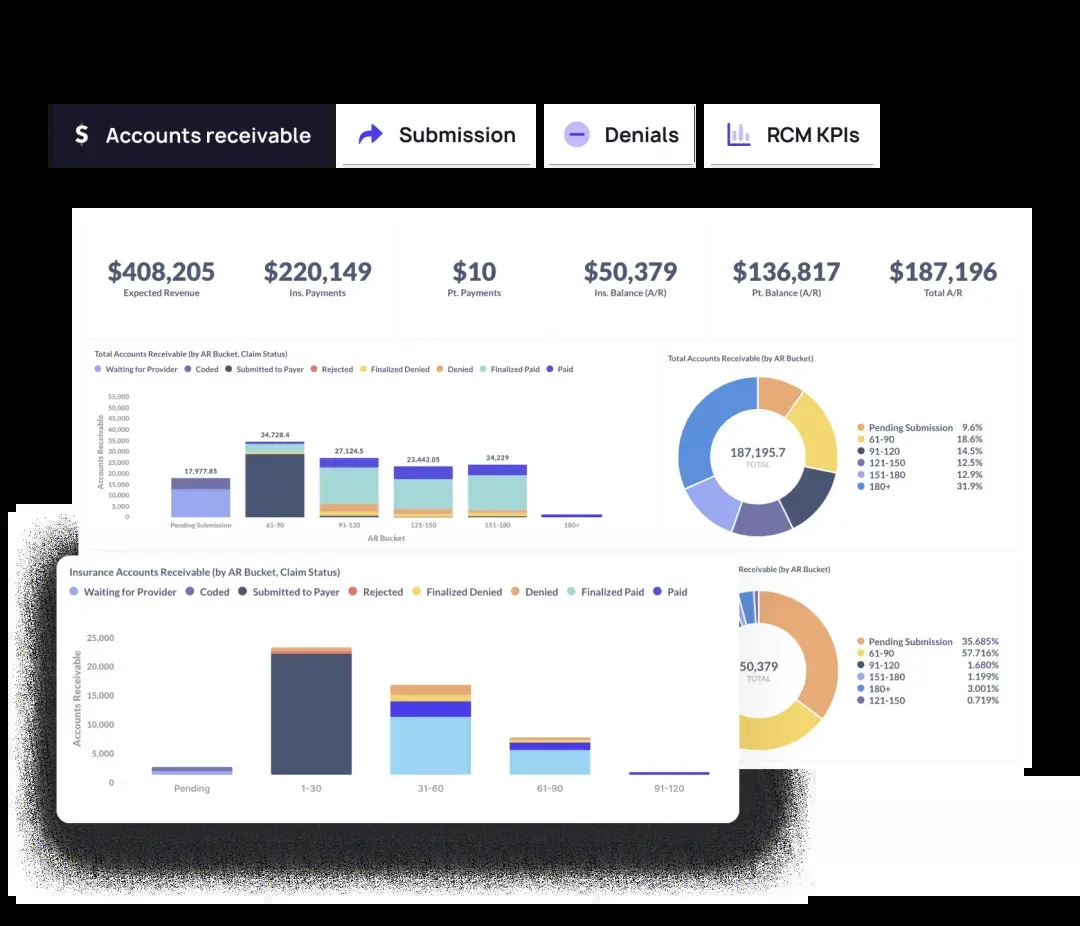 $ Accounts receivable
Submission
Denials
RCM KPIs
$408,205
Expected Revenue
$220,149
Ins. Payments
$10
Pt. Payments
$50,379
Ins. Balance (A/R)
$136,817
Pt. Balance (A/R)
$187,196
Total A/R
Total Accounts Receivable (by AR Bucket, Claim Status)
Waiting for Provider Coded Submitted to Payer Rejected Finalized Denied Denied Finalized Paid Paid
Accounts Receivable
55,000
50,000
45,000
40,000
35,000
30,000
25,000
20,000
15,000
10,000
5,000
0
17,977.85
34,728.4
27,124.5
23,443.05
24,229
Pending Submission 61-90 91-120 121-150 151-180 180+
AR Bucket
Total Accounts Receivable (by AR Bucket)
187,195.7
TOTAL
Pending Submission 9.6%
61-90 18.6%
91-120 14.5%
121-150 12.5%
151-180 12.9%
180+ 31.9%
Insurance Accounts Receivable (by AR Bucket, Claim Status)
Waiting for Provider Coded Submitted to Payer Rejected Finalized Denied Denied Finalized Paid Paid
Accounts Receivable
25,000
20,000
15,000
10,000
5,000
0
Pending 1-30 31-60 61-90 91-120
Receivable (by AR Bucket)
50,379
TOTAL
Pending Submission 35.685%
61-90 57.716%
91-120 1.680%
151-180 1.199%
180+ 3.001%
121-150 0.719%